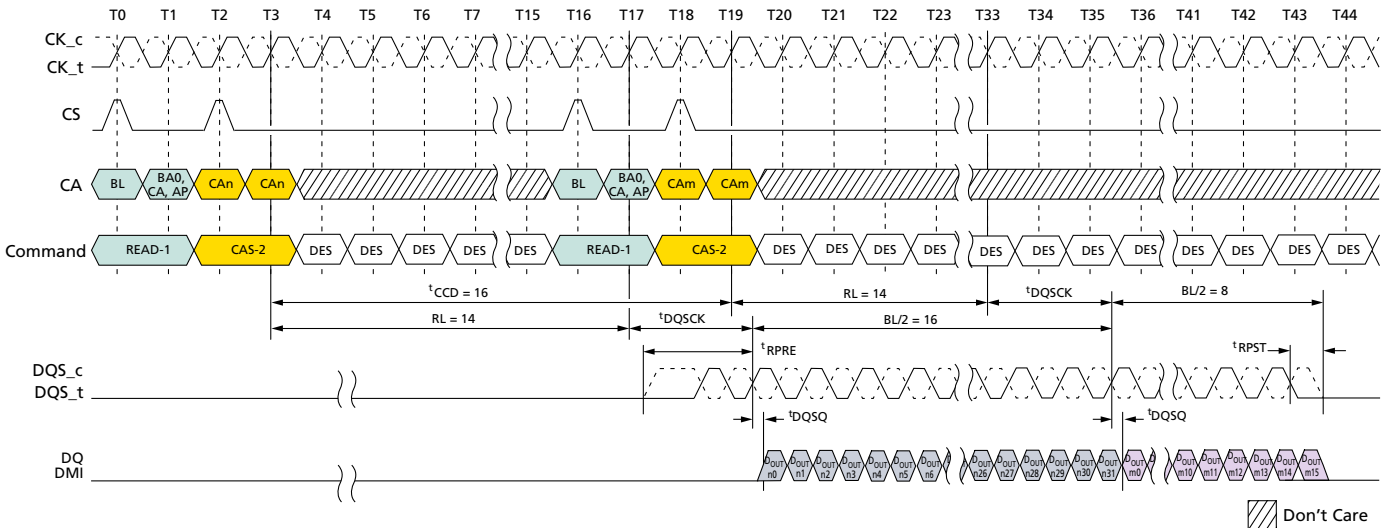 T0 T1 T2 T3 T4 T5 T6 T7 T15 T16 T17 T18 T19 T20 T21 T22 T23 T33 T34 T35 T36 T41 T42 T43 T44
CK_c
CK_t
CS
CA BL BA0, CA, AP CAn CAn BL BA0, CA, AP CAm CAm
Command READ-1 CAS-2 DES DES DES DES DES READ-1 CAS-2 DES DES DES DES DES DES DES DES DES DES DES DES
tCCD = 16 RL = 14 tDQSCK BL/2 = 8
RL = 14 tDQSCK BL/2 = 16
tRPRE tRPST
DQS_c
DQS_t
tDQSQ tDQSQ
DQ
DMI
DOUT n0 DOUT n1 DOUT n2 DOUT n3 DOUT n4 DOUT n5 DOUT n6 D DOUT n26 DOUT n27 DOUT n28 DOUT n29 DOUT n30 DOUT n31 DOUT m0 D DOUT m10 DOUT m11 DOUT m12 DOUT m13 DOUT m14 DOUT m15
Don't Care